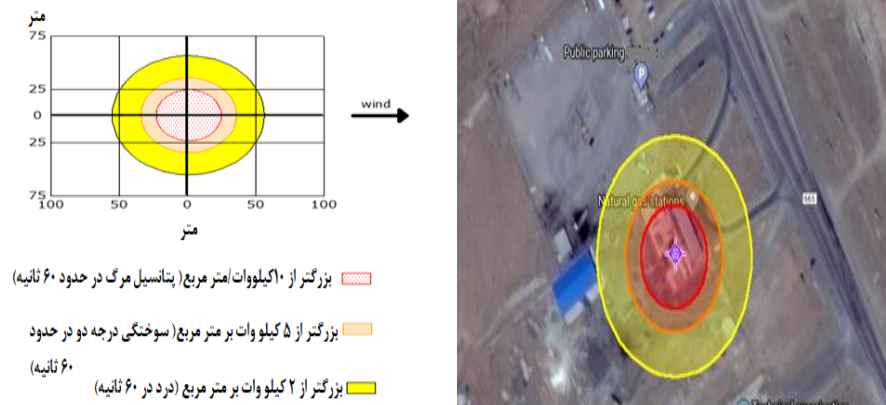 متر
75
25
0
25
75
100
50
0
50
100
متر
wind
بزرگتر از ۱۰کیلووات/متر مربع( پتانسیل مرگ در حدود ۶۰ ثانیه)
بزرگتر از ۵ کیلو وات بر متر مربع( سوختگی درجه دو در حدود
۶۰ ثانیه)
بزرگتر از ۲ کیلو وات بر متر مربع (درد در ۶۰ ثانیه)
Public parking
P
Natural gas stations
665